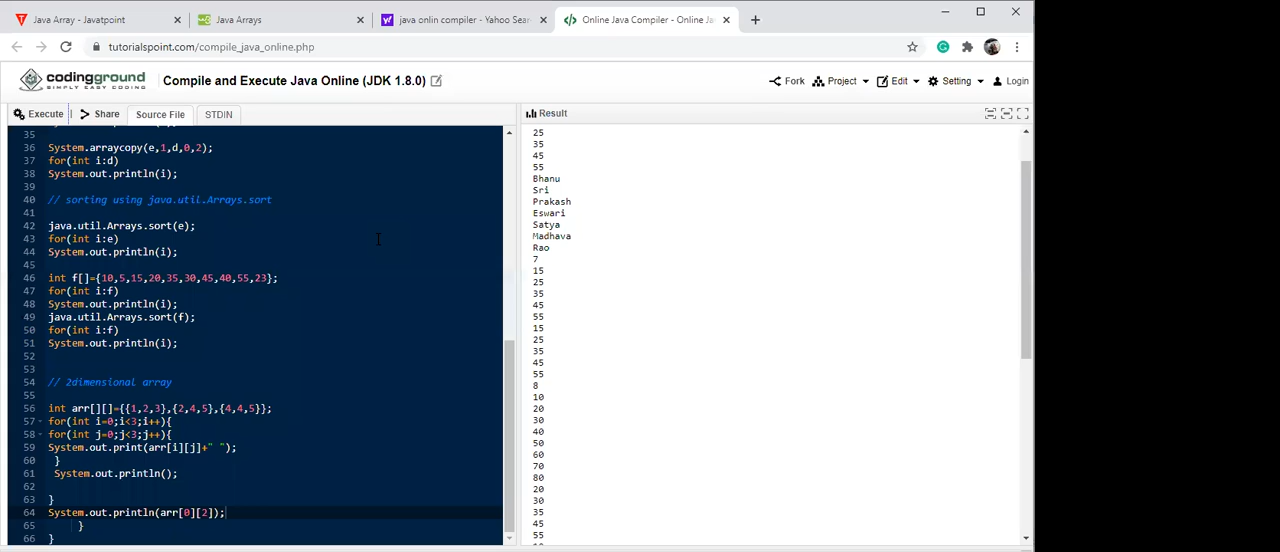 Java Array - Javatpoint
Java Arrays
java onlin compiler - Yahoo Sear
Online Java Compiler - Online Ja
tutorialspoint.com/compile_java_online.php
codingground
SIMPLY EASY CODING
Compile and Execute Java Online (JDK 1.8.0)
Fork
Project
Edit
Setting
Login
Execute
Share
Source File
STDIN
Result
35
36 System.arraycopy(e,1,d,0,2);
37 for(int i:d)
38 System.out.println(i);
39
40 // sorting using java.util.Arrays.sort
41
42 java.util.Arrays.sort(e);
43 for(int i:e)
44 System.out.println(i);
45
46 int f[]={10,5,15,20,35,30,45,40,55,23};
47 for(int i:f)
48 System.out.println(i);
49 java.util.Arrays.sort(f);
50 for(int i:f)
51 System.out.println(i);
52
53
54 // 2dimensional array
55
56 int arr[][]={{1,2,3},{2,4,5},{4,4,5}};
57 for(int i=0;i<3;i++){
58 for(int j=0;j<3;j++){
59 System.out.print(arr[i][j]+" ");
60 }
61 System.out.println();
62
63 }
64 System.out.println(arr[0][2]);
65 }
66 }
25
35
45
55
Bhanu
Sri
Prakash
Eswari
Satya
Madhava
Rao
7
15
25
35
45
55
15
25
35
45
55
8
10
20
30
40
50
60
70
80
20
30
35
45
55